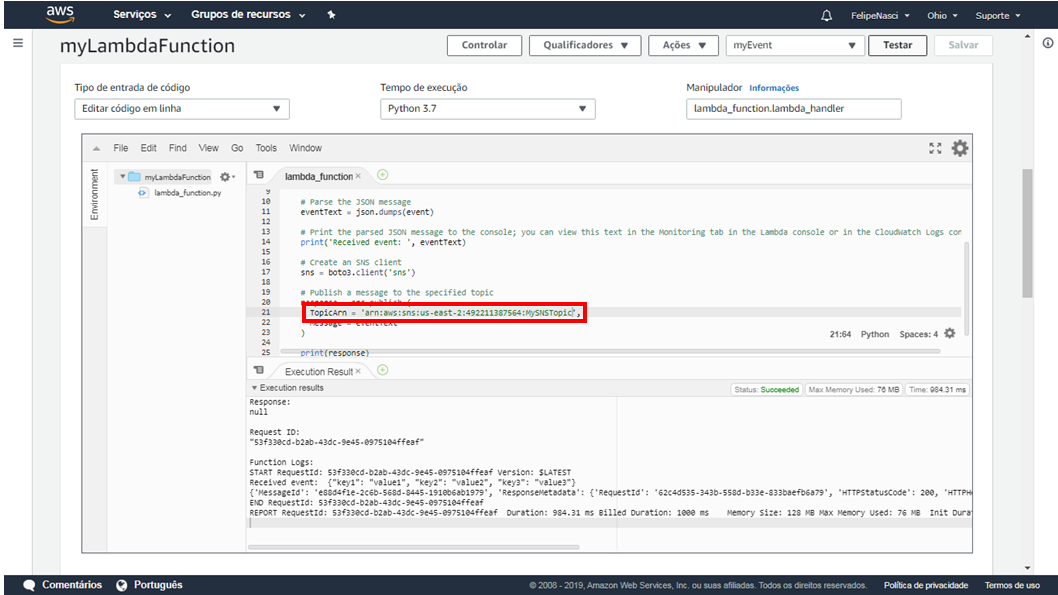 aws Serviços Grupos de recursos FelipeNasci Ohio Suporte
myLambdaFunction Controlar Qualificadores Ações myEvent Testar Salvar
Tipo de entrada de código Tempo de execução Manipulador Informações
Editar código em linha Python 3.7 lambda_function.lambda_handler
File Edit Find View Go Tools Window
Environment
myLambdaFunction
lambda_function.py
lambda_function
9
10 # Parse the JSON message
11 eventText = json.dumps(event)
12
13 # Print the parsed JSON message to the console; you can view this text in the Monitoring tab in the Lambda console or in the CloudWatch Logs con
14 print('Received event: ', eventText)
15
16 # Create an SNS client
17 sns = boto3.client('sns')
18
19 # Publish a message to the specified topic
20 response = sns.publish (
21 TopicArn = 'arn:aws:sns:us-east-2:492211387564:MySNSTopic',
22 Message = eventText
23 )
24
25 print(response)
21:64 Python Spaces: 4
Execution Result
Execution results Status: Succeeded Max Memory Used: 76 MB Time: 984.31 ms
Response:
null
Request ID:
"53f330cd-b2ab-43dc-9e45-0975104ffeaf"
Function Logs:
START RequestId: 53f330cd-b2ab-43dc-9e45-0975104ffeaf Version: $LATEST
Received event:  {"key1": "value1", "key2": "value2", "key3": "value3"}
{'MessageId': 'e88d4f1e-2c6b-568d-8445-1910b6ab1979', 'ResponseMetadata': {'RequestId': '62c4d535-343b-558d-b33e-833baefb6a79', 'HTTPStatusCode': 200, 'HTTPHe
END RequestId: 53f330cd-b2ab-43dc-9e45-0975104ffeaf
REPORT RequestId: 53f330cd-b2ab-43dc-9e45-0975104ffeaf Duration: 984.31 ms Billed Duration: 1000 ms Memory Size: 128 MB Max Memory Used: 76 MB Init Dura
Comentários Português © 2008 - 2019, Amazon Web Services, Inc. ou suas afiliadas. Todos os direitos reservados. Política de privacidade Termos de uso